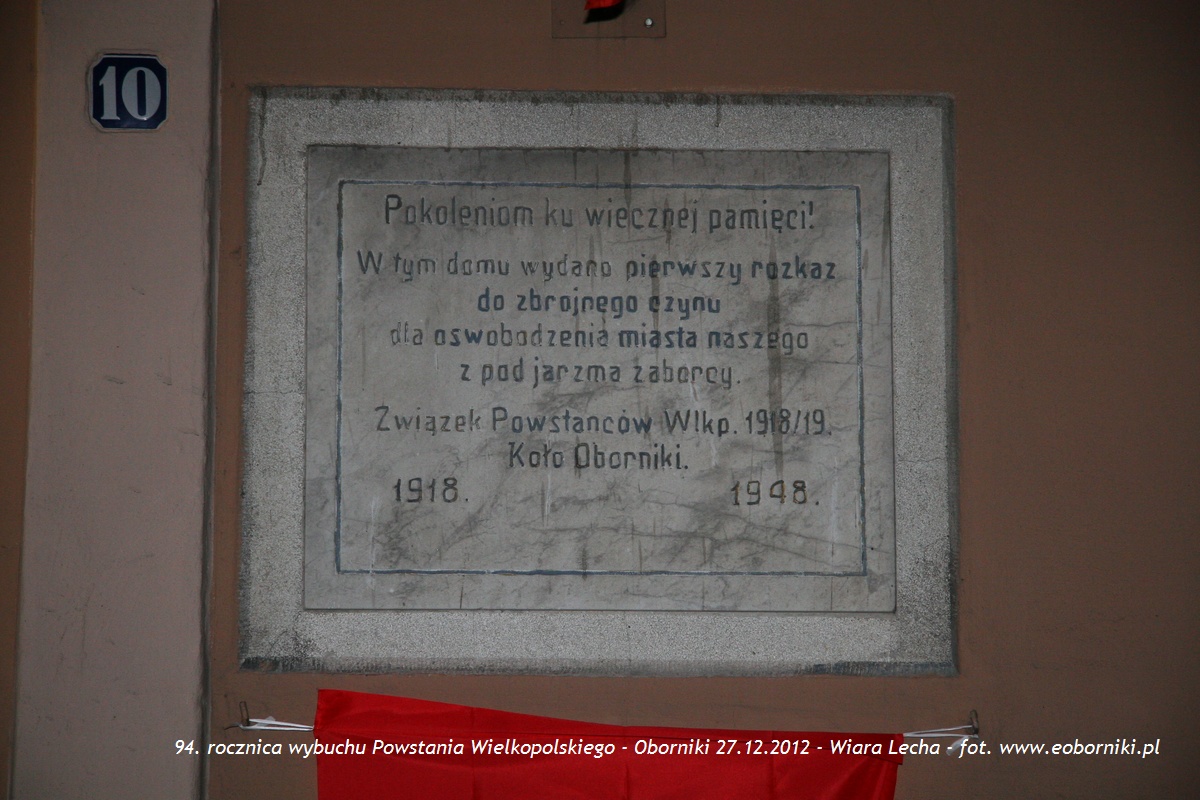 10
Pokoleniom ku wiecznej pamięci!
W tym domu wydano pierwszy rozkaz
do zbrojnego czynu
dla oswobodzenia miasta naszego
z pod jarzma zaborcy.
Związek Powstańców Wlkp. 1918/19.
Koło Oborniki.
1918. 1948.
94. rocznica wybuchu Powstania Wielkopolskiego - Oborniki 27.12.2012 - Wiara Lecha - fot. www.eoborniki.pl